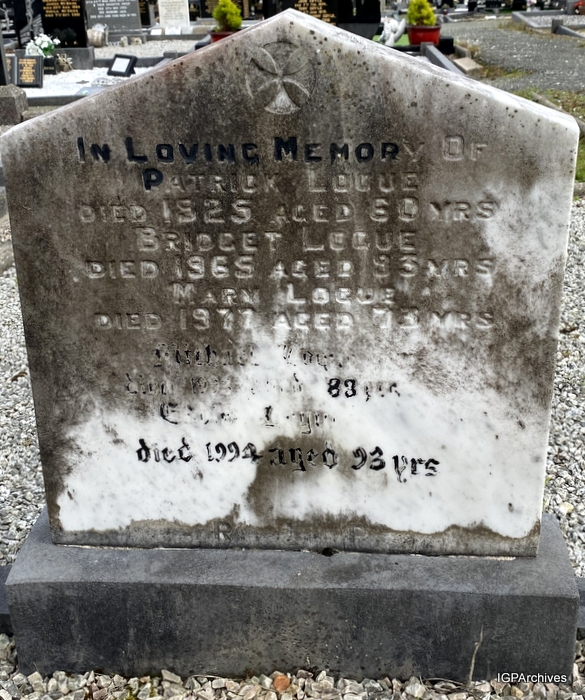 In Loving Memory Of
Patrick Logue
died 1925 aged 60 yrs
Bridget Logue
died 1965 aged 93 yrs
Mary Logue
died 1977 aged 73 yrs
Michael
83 yrs
died 1994 aged 93 yrs
IGPArchives